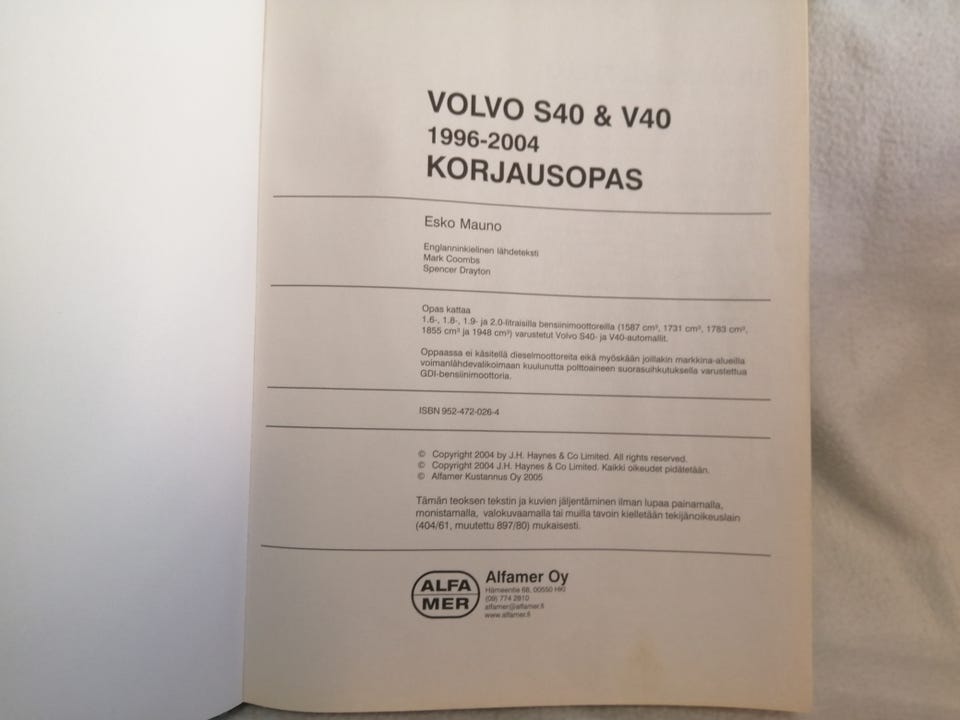 VOLVO S40 & V40
1996-2004
KORJAUSOPAS
Esko Mauno
Englanninkielinen lähdeteksti
Mark Coombs
Spencer Drayton
Opas kattaa
1.6-, 1.8-, 1.9- ja 2.0-litraisilla bensiinimoottoreilla (1587 cm³, 1731 cm³, 1783 cm³,
1855 cm³ ja 1948 cm³) varustetut Volvo S40- ja V40-automallit.
Oppaassa ei käsitellä dieselmoottoreita eikä myöskään joillakin markkina-alueilla
voimanlähdevalikoimaan kuulunutta polttoaineen suorasuihkutuksella varustettua
GDI-bensiinimoottoria.
ISBN 952-472-026-4
© Copyright 2004 by J.H. Haynes & Co Limited. All rights reserved.
© Copyright 2004 J.H. Haynes & Co Limited. Kaikki oikeudet pidätetään.
© Alfamer Kustannus Oy 2005
Tämän teoksen tekstin ja kuvien jäljentäminen ilman lupaa painamalla,
monistamalla, valokuvaamalla tai muilla tavoin kielletään tekijänoikeuslain
(404/61, muutettu 897/80) mukaisesti.
ALFA
MER
Alfamer Oy
Hämeentie 68, 00550 HKI
(09) 774 2810
alfamer@alfamer.fi
www.alfamer.fi